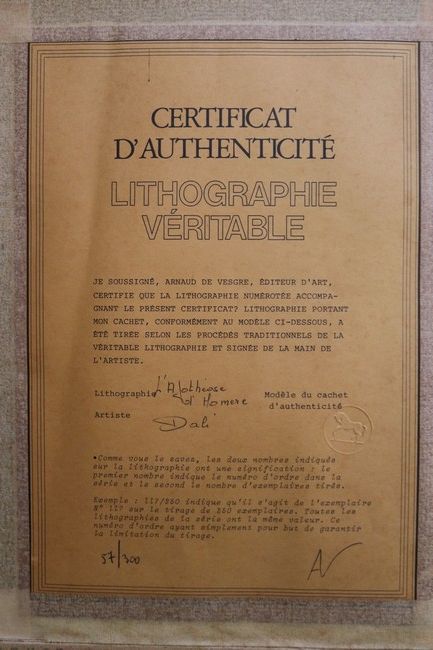 CERTIFICAT
D'AUTHENTICITÉ
LITHOGRAPHIE
VÉRITABLE
JE SOUSSIGNÉ, ARNAUD DE VESGRE, ÉDITEUR D'ART,
CERTIFIE QUE LA LITHOGRAPHIE NUMÉROTÉE ACCOMPA-
GNANT LE PRÉSENT CERTIFICAT? LITHOGRAPHIE PORTANT
MON CACHET, CONFORMÉMENT AU MODÈLE CI-DESSOUS, A
ÉTÉ TIRÉE SELON LES PROCÉDÉS TRADITIONNELS DE LA
VÉRITABLE LITHOGRAPHIE ET SIGNÉE DE LA MAIN DE
L'ARTISTE.
Lithographie L'Apothéose
d'Homere
Modèle du cachet
d'authenticité
Artiste Dali
•Comme vous le savez, les deux nombres indiqués
sur la lithographie ont une signification : le
premier nombre indique le numéro d'ordre dans la
série et le second le nombre d'exemplaires tirés.
Exemple : 117/250 indique qu'il s'agit de l'exemplaire
N° 117 sur le tirage de 250 exemplaires. Toutes les
lithographies de la série ont la même valeur. Ce
numéro d'ordre ayant simplement pour but de garantir
la limitation du tirage.
57/300
AV